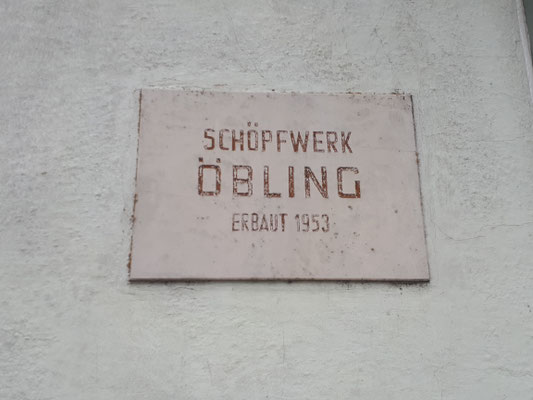 SCHÖPFWERK
ÖBLING
ERBAUT 1953